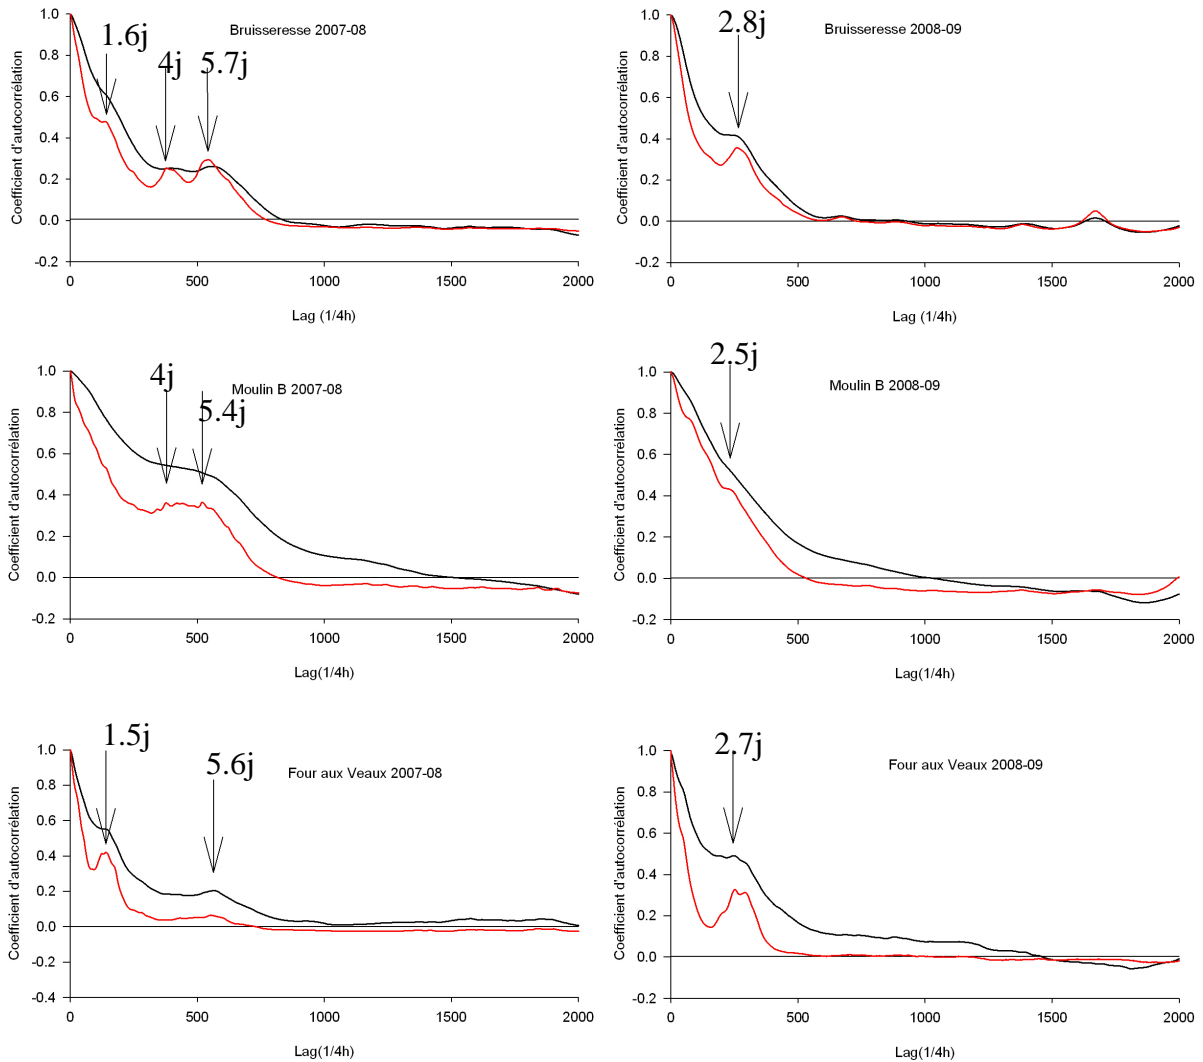 Bruisseresse 2007-08
1.6j
4j
5.7j
Coefficient d'autocorrélation
1.0
0.8
0.6
0.4
0.2
0.0
-0.2
0
500
1000
1500
2000
Lag (1/4h)
Bruisseresse 2008-09
2.8j
Coefficient d'autocorrélation
1.0
0.8
0.6
0.4
0.2
0.0
-0.2
0
500
1000
1500
2000
Lag (1/4h)
Moulin B 2007-08
4j
5.4j
Coefficient d'autocorrélation
1.0
0.8
0.6
0.4
0.2
0.0
-0.2
0
500
1000
1500
2000
Lag(1/4h)
Moulin B 2008-09
2.5j
Coefficient d'autocorrélation
1.0
0.8
0.6
0.4
0.2
0.0
-0.2
0
500
1000
1500
2000
Lag(1/4h)
Four aux Veaux 2007-08
1.5j
5.6j
Coefficient d'autocorrélation
1.0
0.8
0.6
0.4
0.2
0.0
-0.2
-0.4
0
500
1000
1500
2000
Lag(1/4h)
Four aux Veaux 2008-09
2.7j
Coefficient d'autocorrélation
1.0
0.8
0.6
0.4
0.2
0.0
-0.2
0
500
1000
1500
2000
Lag(1/4h)